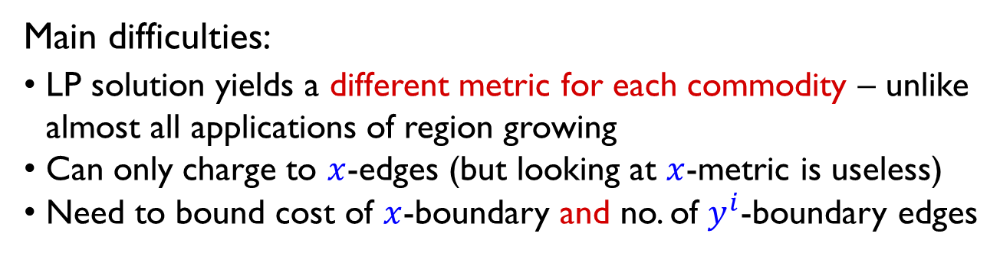 Main difficulties:
• LP solution yields a different metric for each commodity – unlike
almost all applications of region growing
• Can only charge to x-edges (but looking at x-metric is useless)
• Need to bound cost of x-boundary and no. of yⁱ-boundary edges